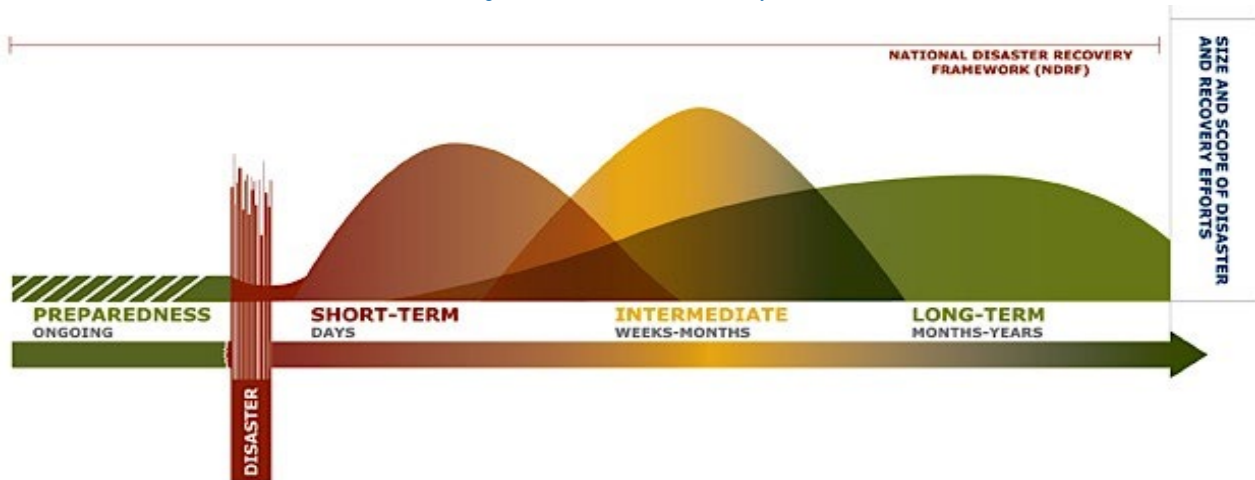 NATIONAL DISASTER RECOVERY
FRAMEWORK (NDRF)
SIZE AND SCOPE OF DISASTER
AND RECOVERY EFFORTS
PREPAREDNESS
ONGOING
SHORT-TERM
DAYS
INTERMEDIATE
WEEKS-MONTHS
LONG-TERM
MONTHS-YEARS
DISASTER